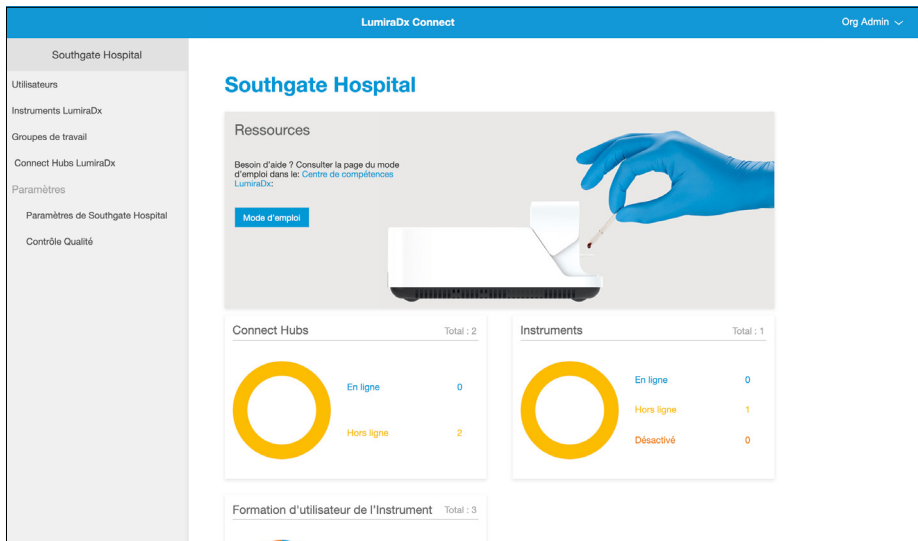 LumiraDx Connect
Org Admin
Southgate Hospital
Utilisateurs
Instruments LumiraDx
Groupes de travail
Connect Hubs LumiraDx
Paramètres
Paramètres de Southgate Hospital
Contrôle Qualité
Southgate Hospital
Ressources
Besoin d'aide ? Consulter la page du mode
d'emploi dans le: Centre de compétences
LumiraDx:
Mode d'emploi
Connect Hubs Total : 2
En ligne 0
Hors ligne 2
Instruments Total : 1
En ligne 0
Hors ligne 1
Désactivé 0
Formation d'utilisateur de l'Instrument Total : 3